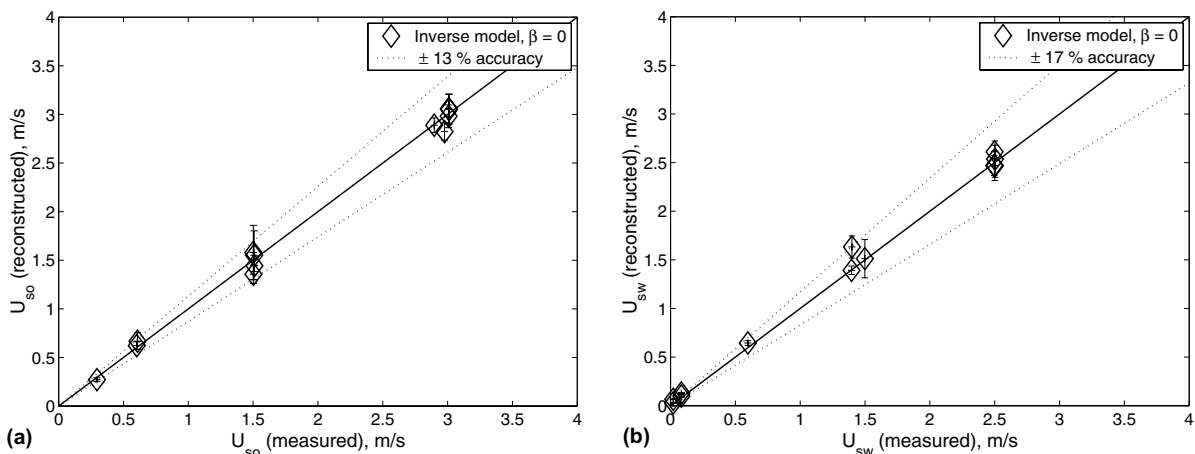 4
3.5
3
2.5
2
1.5
1
0.5
0
U_so (reconstructed), m/s
Inverse model, β = 0
± 13 % accuracy
0 0.5 1 1.5 2 2.5 3 3.5 4
(a) U_so (measured), m/s
4
3.5
3
2.5
2
1.5
1
0.5
0
U_sw (reconstructed), m/s
Inverse model, β = 0
± 17 % accuracy
0 0.5 1 1.5 2 2.5 3 3.5 4
(b) U_sw (measured), m/s